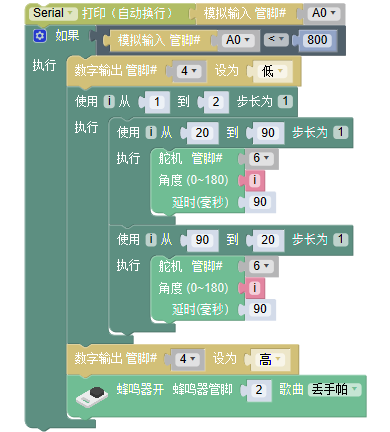 Serial 打印（自动换行） 模拟输入 管脚# A0
如果 模拟输入 管脚# A0 < 800
执行 数字输出 管脚# 4 设为 低
使用 i 从 1 到 2 步长为 1
执行 使用 i 从 20 到 90 步长为 1
执行 舵机 管脚# 6
角度 (0~180) i
延时(毫秒) 90
使用 i 从 90 到 20 步长为 1
执行 舵机 管脚# 6
角度 (0~180) i
延时(毫秒) 90
数字输出 管脚# 4 设为 高
蜂鸣器开 蜂鸣器管脚 2 歌曲 丢手帕